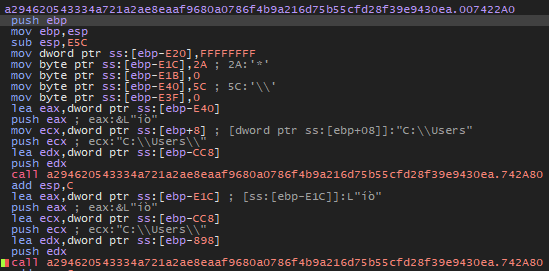 a294620543334a721a2ae8eaaf9680a0786f4b9a216d75b55cfd28f39e9430ea.007422A0
push ebp
mov ebp,esp
sub esp,E5C
mov dword ptr ss:[ebp-E20],FFFFFFFF
mov byte ptr ss:[ebp-E1C],2A ; 2A:'*'
mov byte ptr ss:[ebp-E1B],0
mov byte ptr ss:[ebp-E40],5C ; 5C:'\\'
mov byte ptr ss:[ebp-E3F],0
lea eax,dword ptr ss:[ebp-E40]
push eax ; eax:&L"íò"
mov ecx,dword ptr ss:[ebp+8] ; [dword ptr ss:[ebp+08]]:"C:\\Users"
push ecx ; ecx:"C:\\Users\\"
lea edx,dword ptr ss:[ebp-CC8]
push edx
call a294620543334a721a2ae8eaaf9680a0786f4b9a216d75b55cfd28f39e9430ea.742A80
add esp,C
lea eax,dword ptr ss:[ebp-E1C] ; [ss:[ebp-E1C]]:L"íò"
push eax ; eax:&L"íò"
lea ecx,dword ptr ss:[ebp-CC8]
push ecx ; ecx:"C:\\Users\\"
lea edx,dword ptr ss:[ebp-898]
push edx
call a294620543334a721a2ae8eaaf9680a0786f4b9a216d75b55cfd28f39e9430ea.742A80